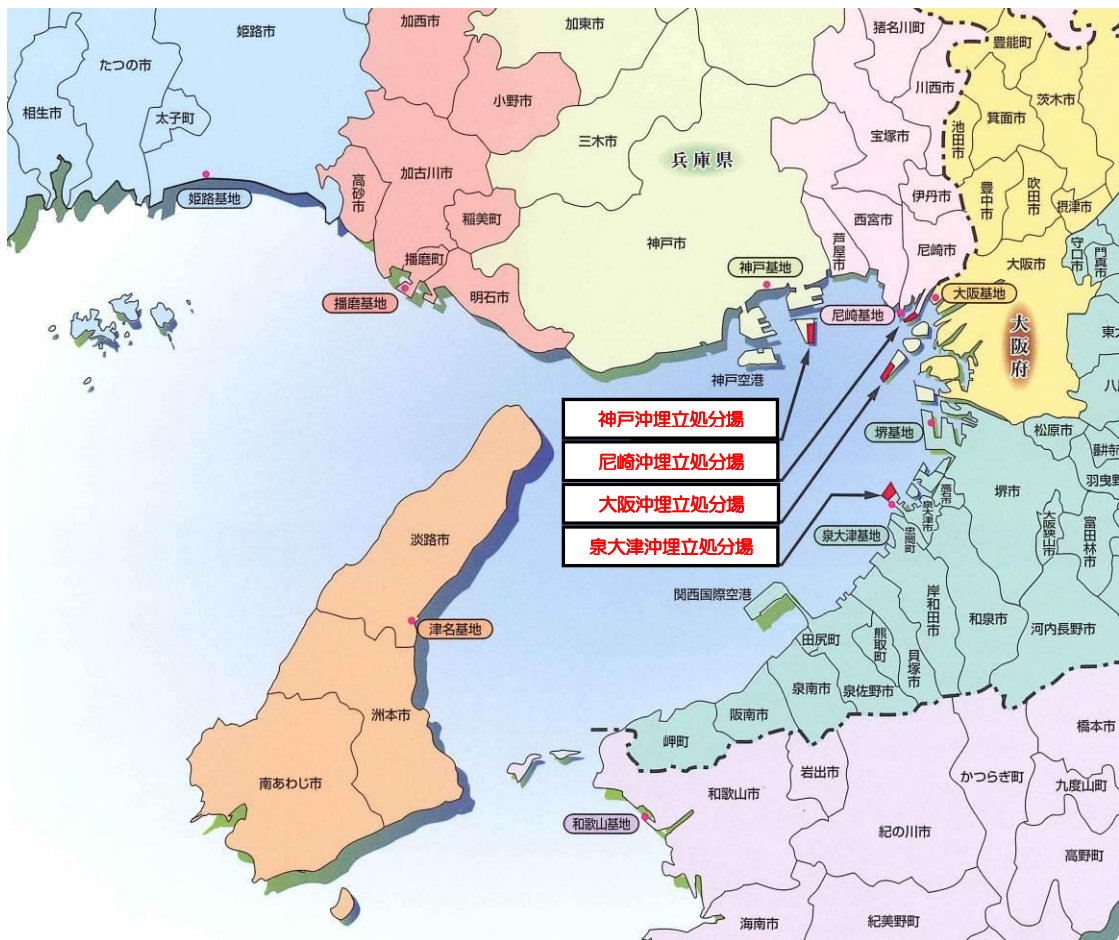 加西市
加東市
猪名川町
豊能町
姫路市
たつの市
相生市
太子町
小野市
川西市
茨木市
箕面市
池田市
三木市
兵庫県
宝塚市
加古川市
高砂市
姫路基地
稲美町
伊丹市
豊中市
吹田市
摂津市
西宮市
芦屋市
尼崎市
神戸市
守口市
門真市
大阪市
播磨町
神戸基地
播磨基地
明石市
尼崎基地
大阪基地
大阪府
東大
神戸空港
八尾
神戸沖埋立処分場
堺基地
松原市
藤井寺
尼崎沖埋立処分場
羽曳野
堺市
高石市
大阪沖埋立処分場
泉大津市
大阪狭山市
富田林市
泉大津基地
忠岡町
泉大津沖埋立処分場
淡路市
関西国際空港
岸和田市
和泉市
河内長野市
津名基地
田尻町
熊取町
貝塚市
泉南市
泉佐野市
洲本市
阪南市
岬町
橋本市
南あわじ市
岩出市
かつらぎ町
九度山町
和歌山市
和歌山基地
紀の川市
高野町
海南市
紀美野町